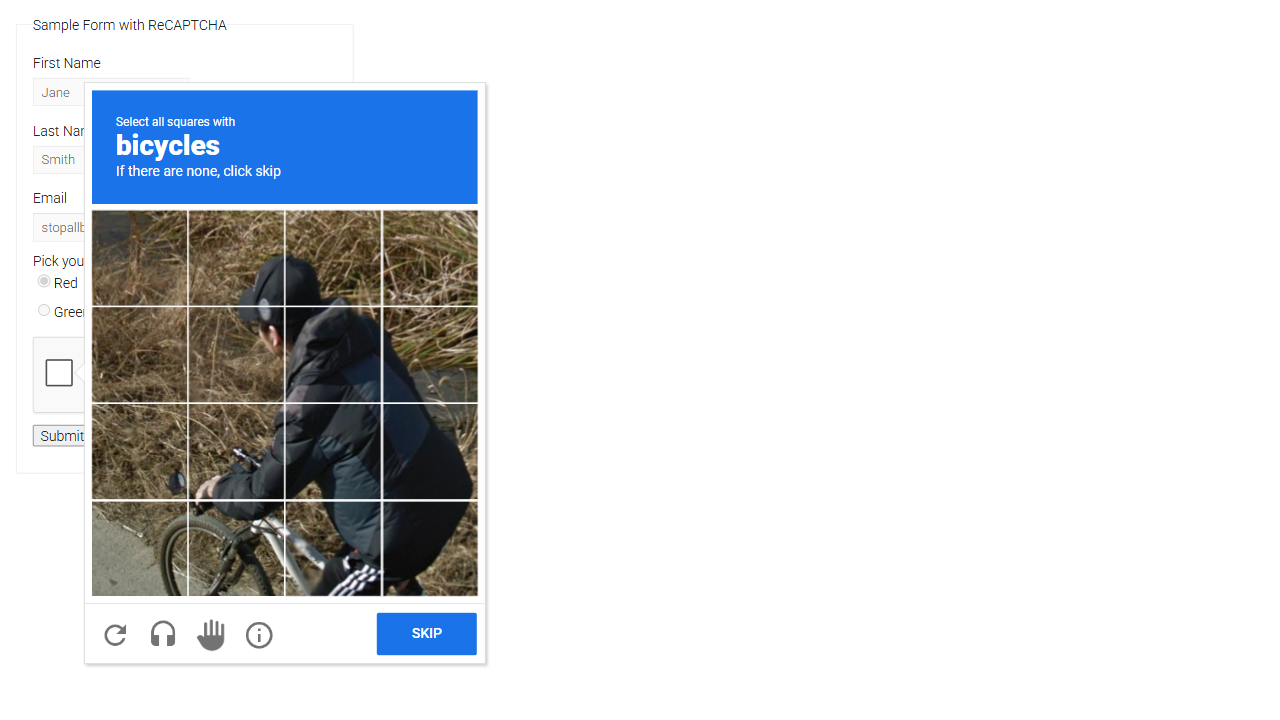 Sample Form with ReCAPTCHA
First Name
Jane
Last Nar
Smith
Email
stopallb
Pick you
Red
Green
Submit
Select all squares with
bicycles
If there are none, click skip
SKIP